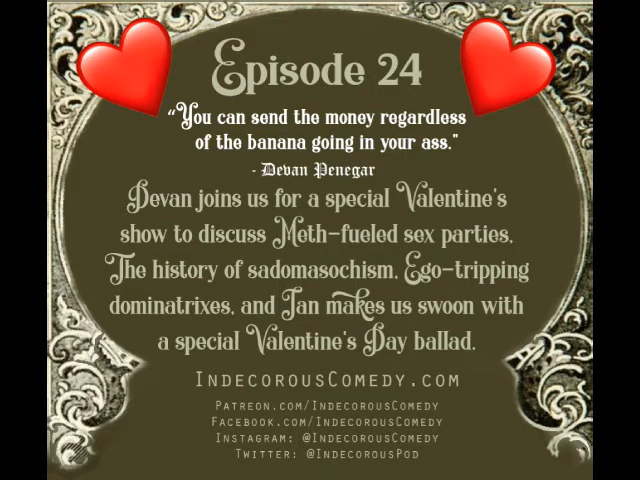 Episode 24
“You can send the money regardless
of the banana going in your ass."
- Devan Penegar
Devan joins us for a special Valentine's
show to discuss Meth-fueled sex parties,
The history of sadomasochism, Ego-tripping
dominatrixes, and Ian makes us swoon with
a special Valentine's Day ballad.
IndecorousComedy.com
Patreon.com/IndecorousComedy
Facebook.com/IndecorousComedy
Instagram: @IndecorousComedy
Twitter: @IndecorousPod